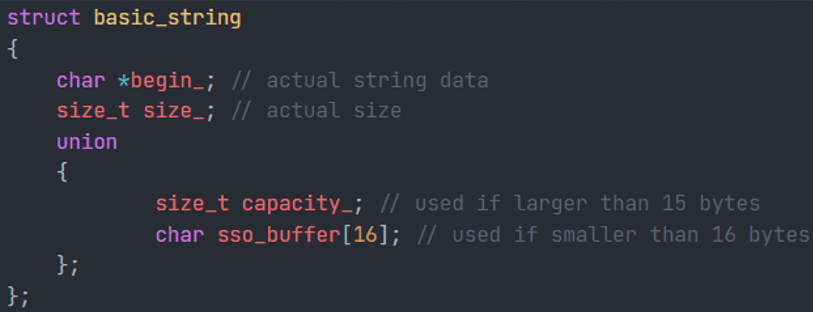 struct basic_string
{
    char *begin_; // actual string data
    size_t size_; // actual size
    union
    {
            size_t capacity_; // used if larger than 15 bytes
            char sso_buffer[16]; // used if smaller than 16 bytes
    };
};